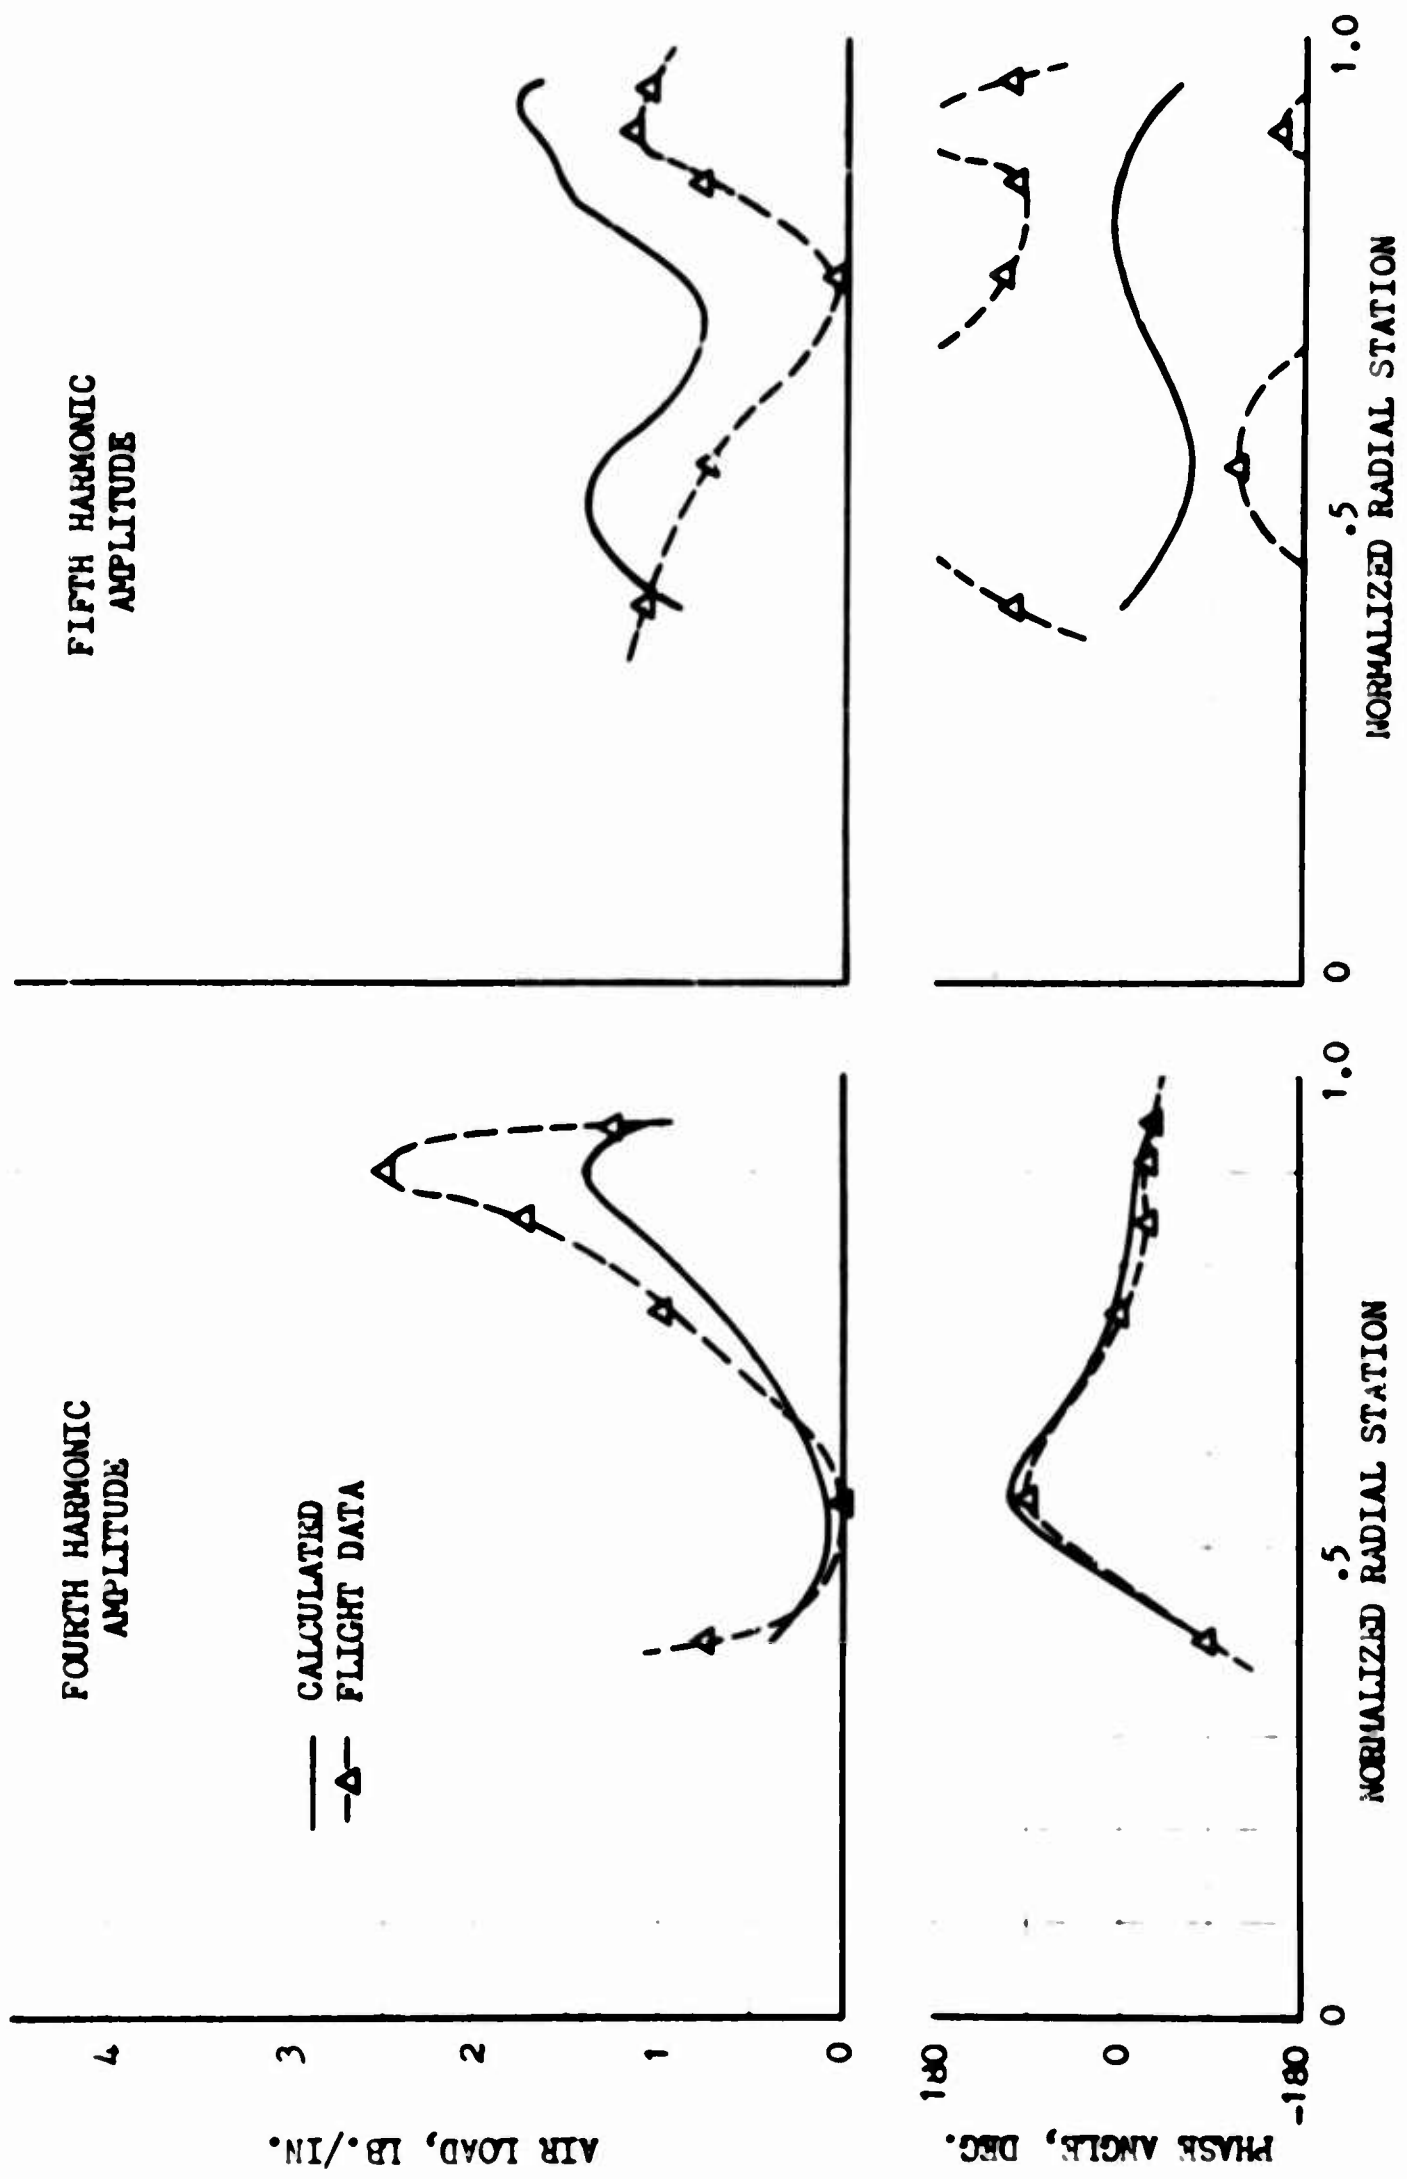 FOURTH HARMONIC
AMPLITUDE
FIFTH HARMONIC
AMPLITUDE
CALCULATED
FLIGHT DATA
AIR LOAD, LB./IN.
4
3
2
1
0
PHASE ANGLE, DEG.
180
0
-180
0
.5
1.0
NORMALIZED RADIAL STATION
0
.5
1.0
NORMALIZED RADIAL STATION